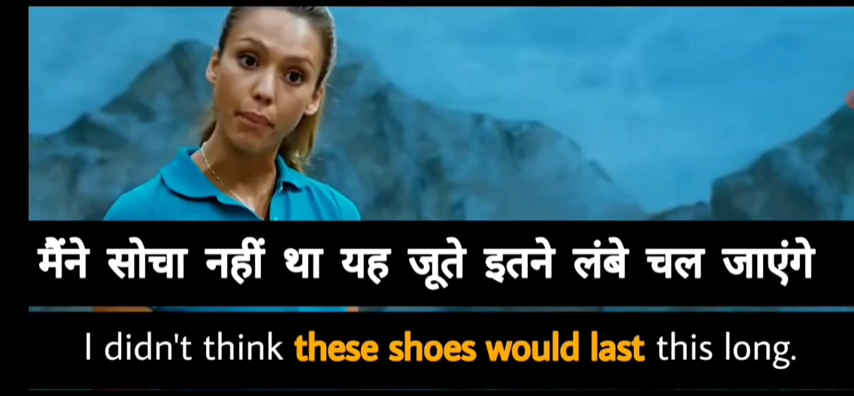 मैंने सोचा नहीं था यह जूते इतने लंबे चल जाएंगे
I didn't think these shoes would last this long.